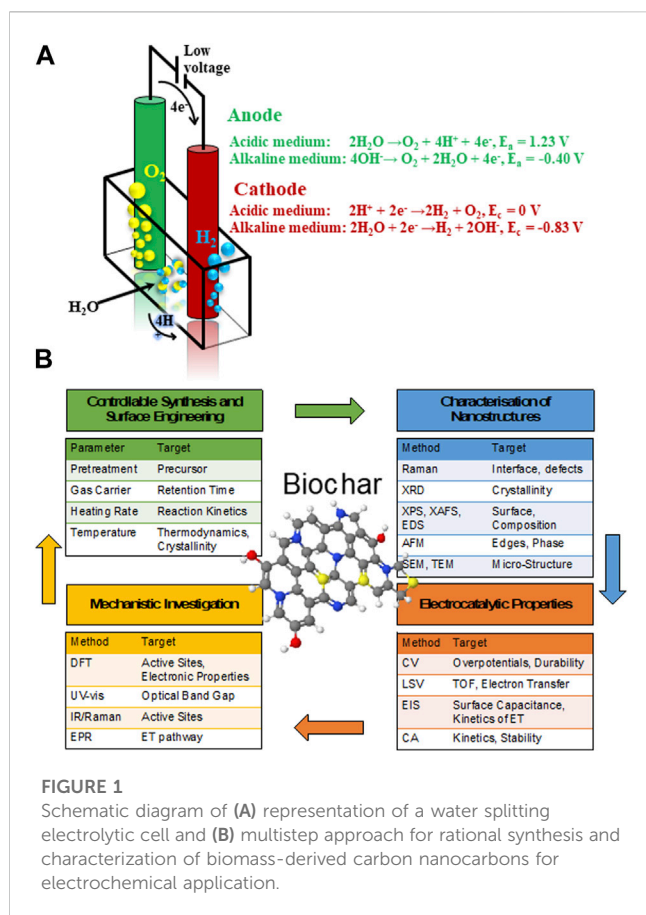 A
Low
voltage
4e-
Anode
Acidic medium: 2H₂O →O₂ + 4H⁺ + 4e⁻, Eₐ = 1.23 V
Alkaline medium: 4OH⁻→ O₂ + 2H₂O + 4e⁻, Eₐ = -0.40 V
O₂
Cathode
Acidic medium: 2H⁺ + 2e⁻ →2H₂ + O₂, E꜀ = 0 V
Alkaline medium: 2H₂O + 2e⁻→ H₂ + 2OH⁻, E꜀ = -0.83 V
H₂
H₂O
4H
+
B
Controllable Synthesis and
Surface Engineering
Parameter Target
Pretreatment Precursor
Gas Carrier Retention Time
Heating Rate Reaction Kinetics
Temperature Thermodynamics,
Crystallinity
Characterisation of
Nanostructures
Method Target
Raman Interface, defects
XRD Crystallinity
XPS, XAFS, Surface,
EDS Composition
AFM Edges, Phase
SEM, TEM Micro-Structure
Biochar
Mechanistic Investigation
Method Target
DFT Active Sites,
Electronic Properties
UV-vis Optical Band Gap
IR/Raman Active Sites
EPR ET pathway
Electrocatalytic Properties
Method Target
CV Overpotentials, Durability
LSV TOF, Electron Transfer
EIS Surface Capacitance,
Kinetics of ET
CA Kinetics, Stability
FIGURE 1
Schematic diagram of (A) representation of a water splitting
electrolytic cell and (B) multistep approach for rational synthesis and
characterization of biomass-derived carbon nanocarbons for
electrochemical application.